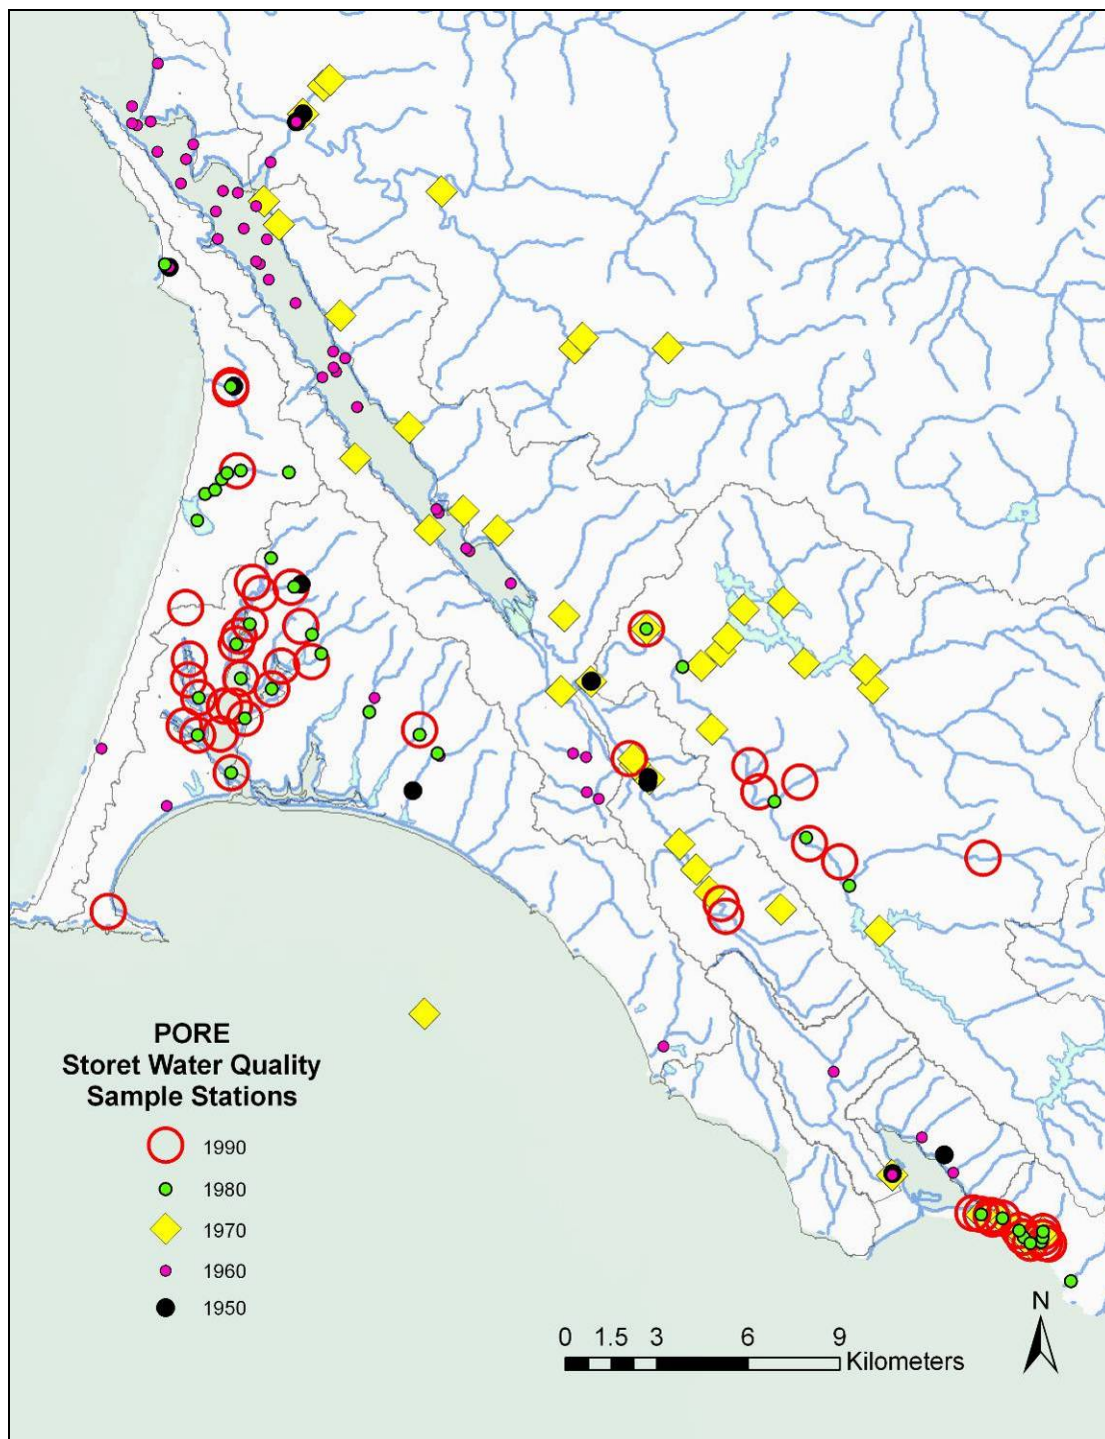 PORE
Storet Water Quality
Sample Stations
1990
1980
1970
1960
1950
0 1.5 3 6 9
Kilometers
N